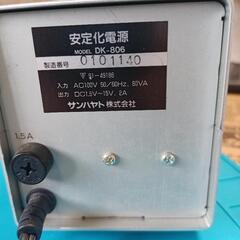 安定化電源
MODEL DK-806
製造番号 0101140
〒91-49186
入力 AC100V 50/60Hz, 80VA
出力 DC1.5V~15V, 2A
サンハヤト株式会社
1.5A